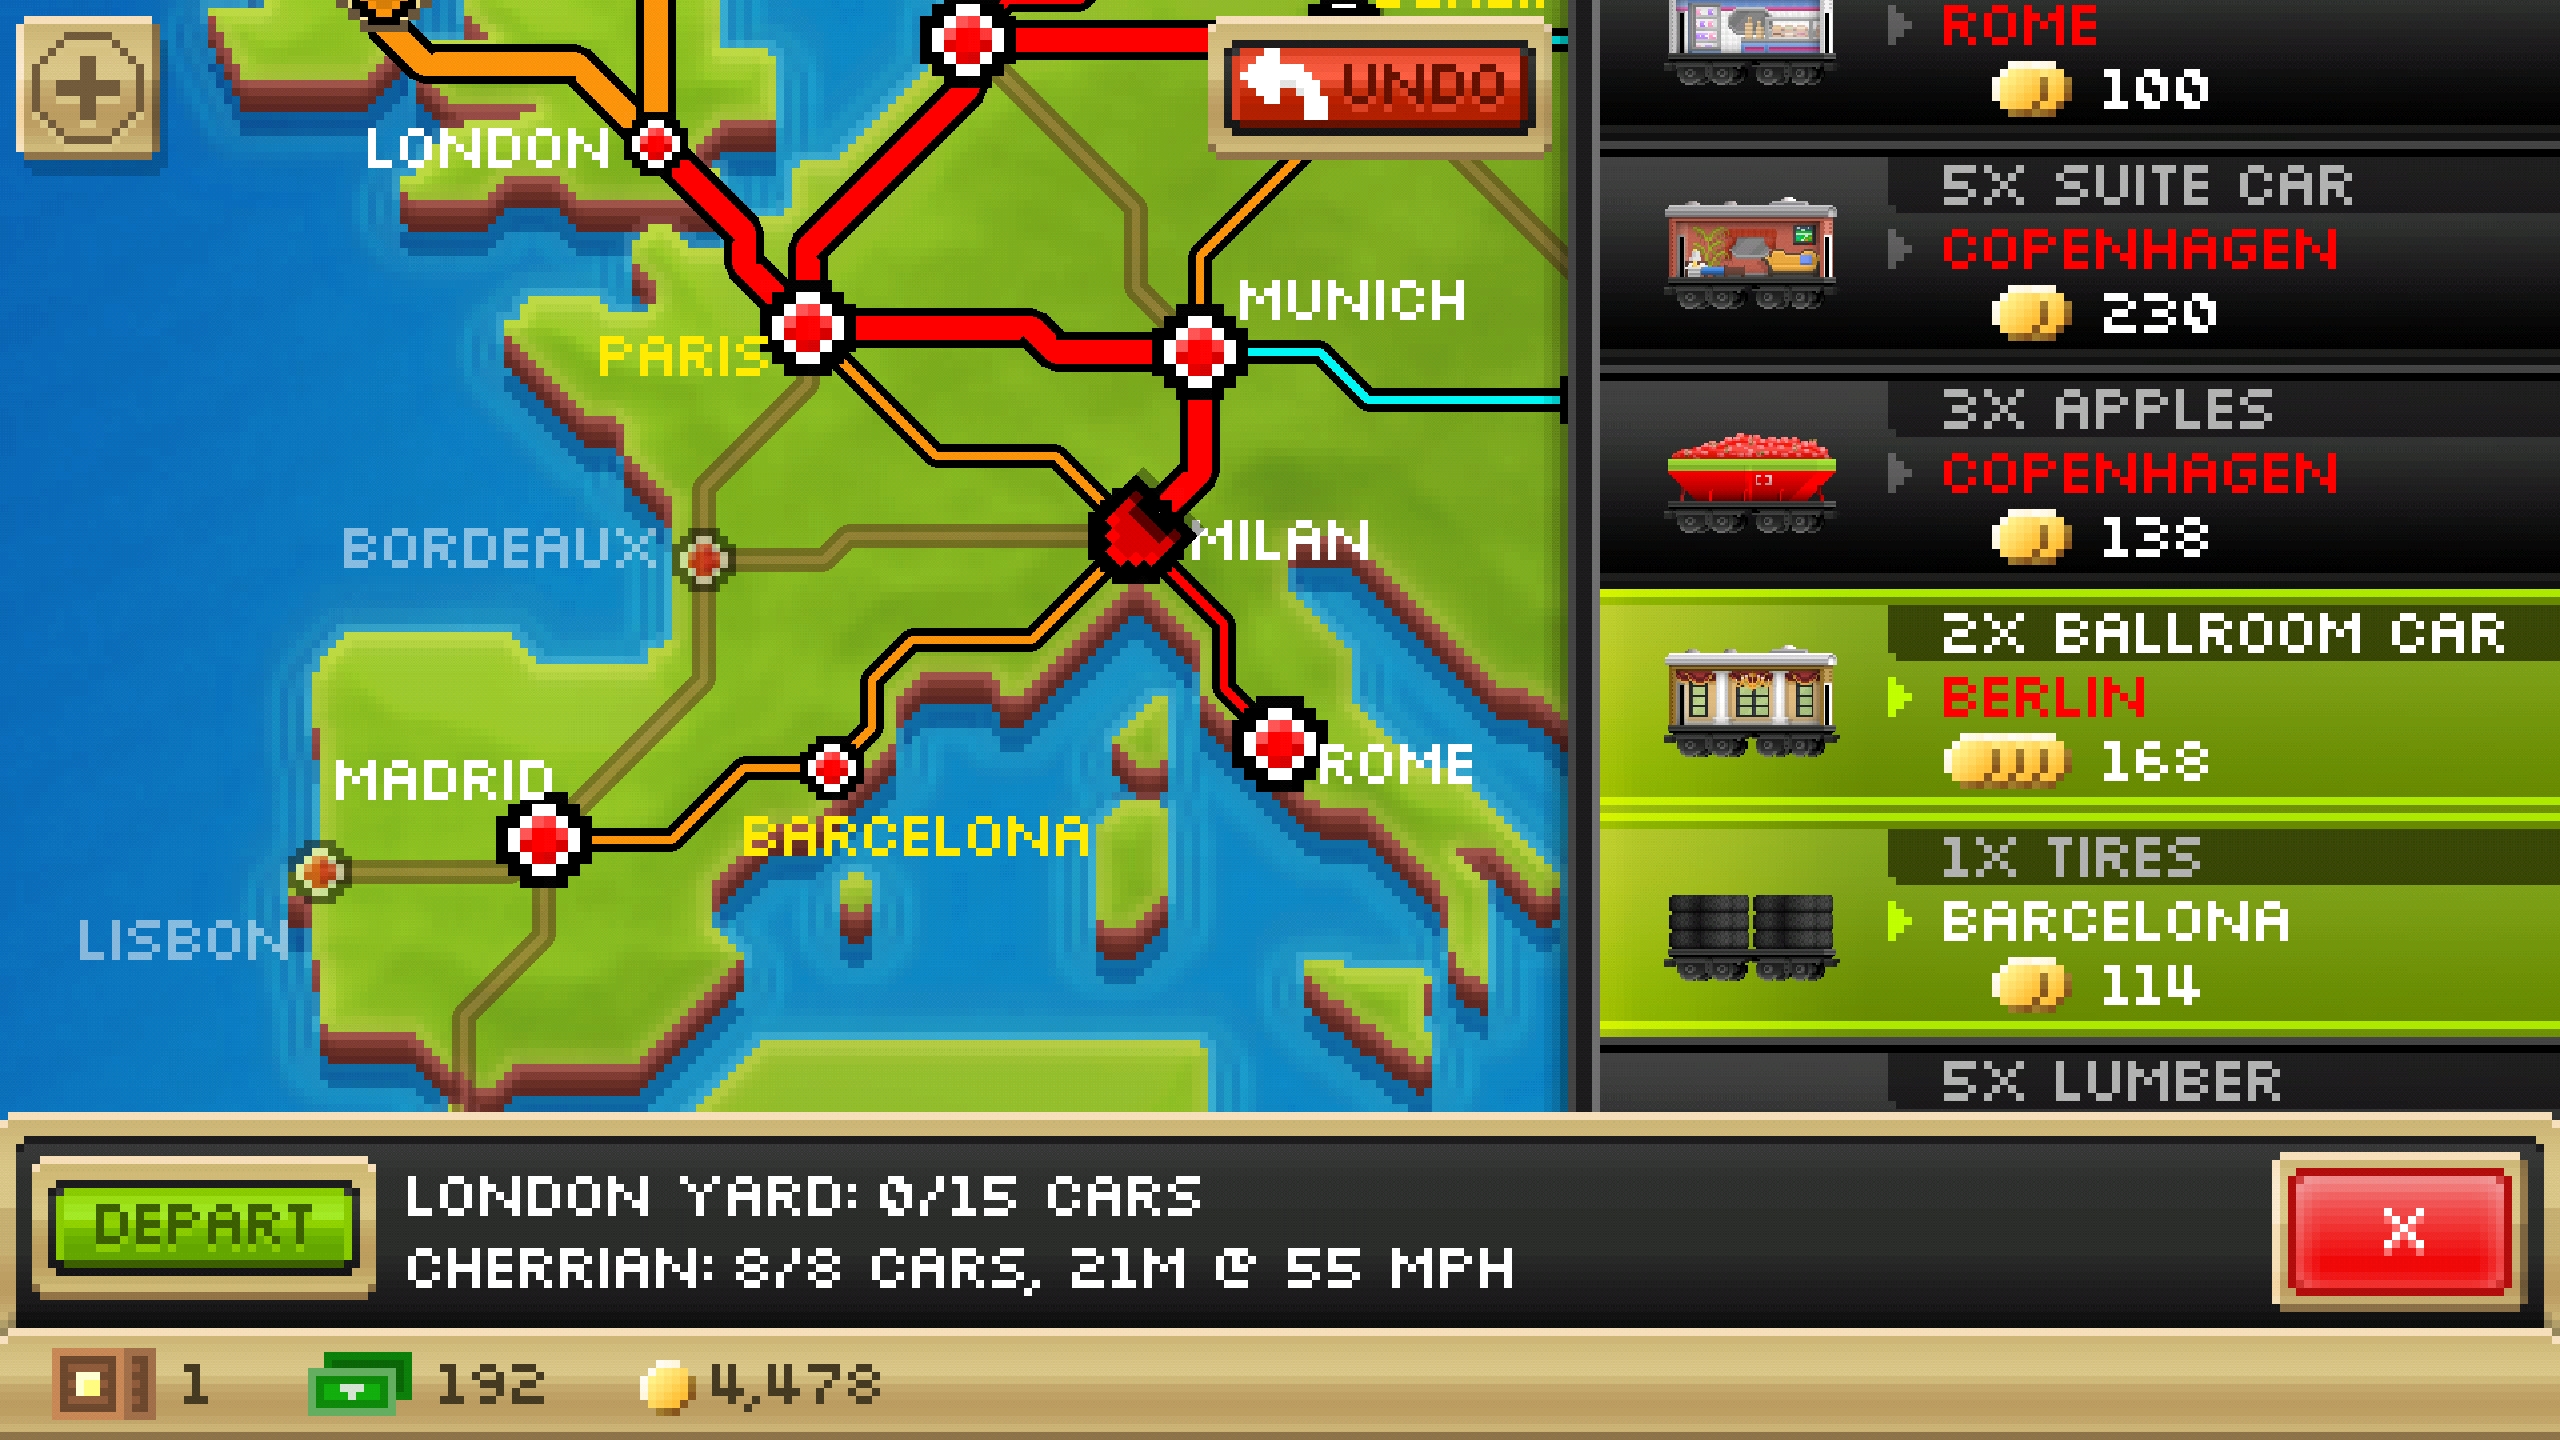 UNDO
LONDON
MUNICH
PARIS
BORDEAUX
MILAN
MADRID
ROME
BARCELONA
LISBON
ROME
100
5X SUITE CAR
COPENHAGEN
230
3X APPLES
COPENHAGEN
138
2X BALLROOM CAR
BERLIN
168
1X TIRES
BARCELONA
114
5X LUMBER
DEPART
LONDON YARD: 0/15 CARS
CHERRIAN: 8/8 CARS, 21M @ 55 MPH
X
1
192
4,478